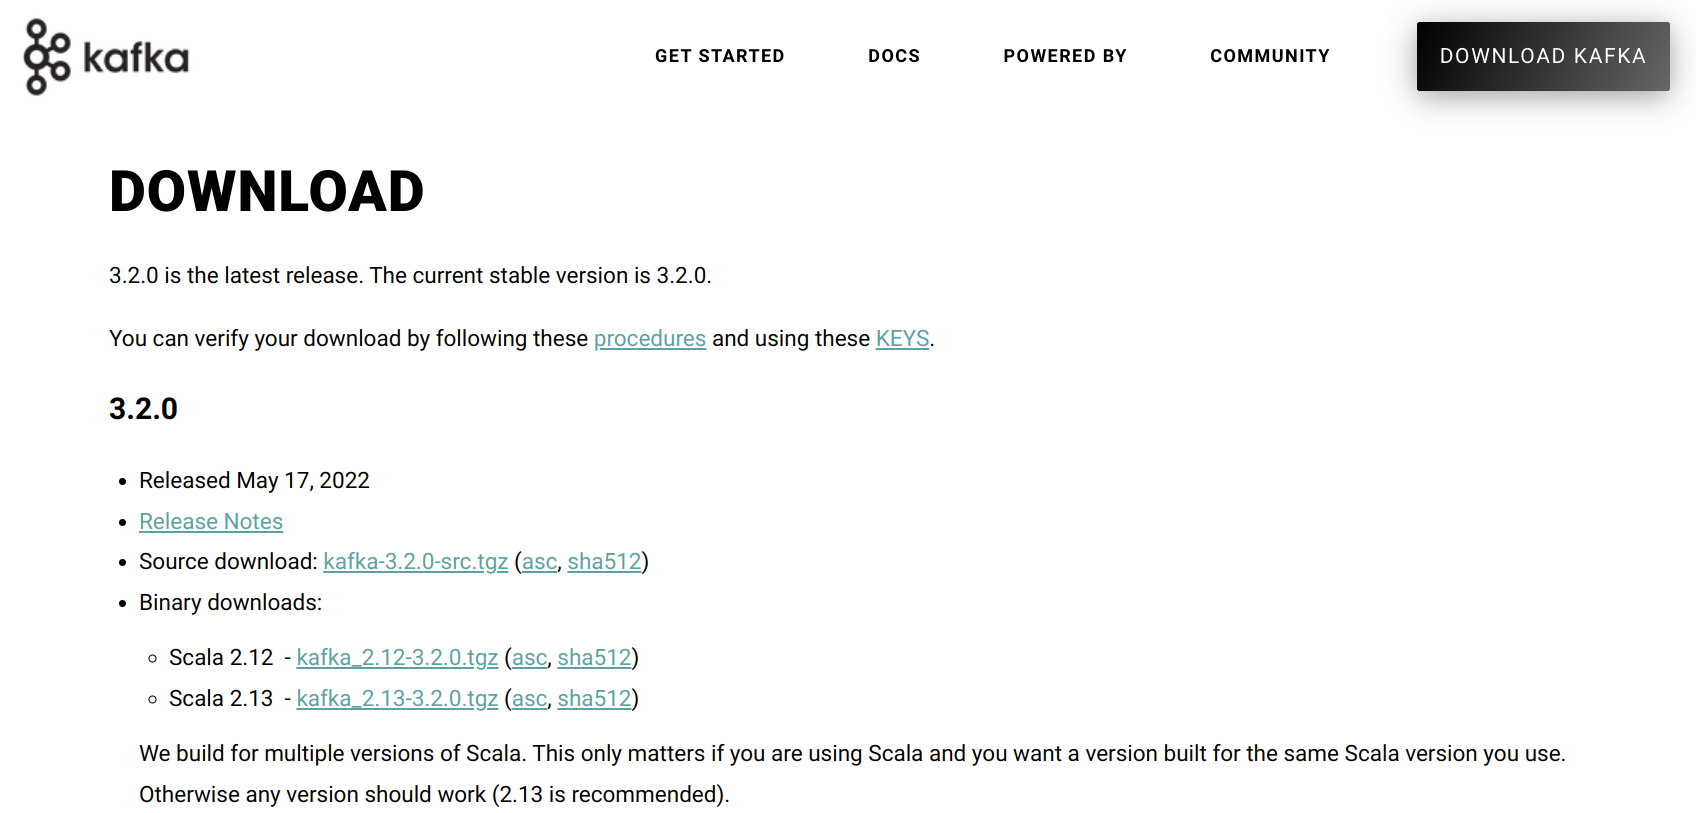 kafka
GET STARTED DOCS POWERED BY COMMUNITY DOWNLOAD KAFKA
DOWNLOAD
3.2.0 is the latest release. The current stable version is 3.2.0.
You can verify your download by following these procedures and using these KEYS.
3.2.0
• Released May 17, 2022
• Release Notes
• Source download: kafka-3.2.0-src.tgz (asc, sha512)
• Binary downloads:
◦ Scala 2.12  - kafka_2.12-3.2.0.tgz (asc, sha512)
◦ Scala 2.13  - kafka_2.13-3.2.0.tgz (asc, sha512)
We build for multiple versions of Scala. This only matters if you are using Scala and you want a version built for the same Scala version you use.
Otherwise any version should work (2.13 is recommended).